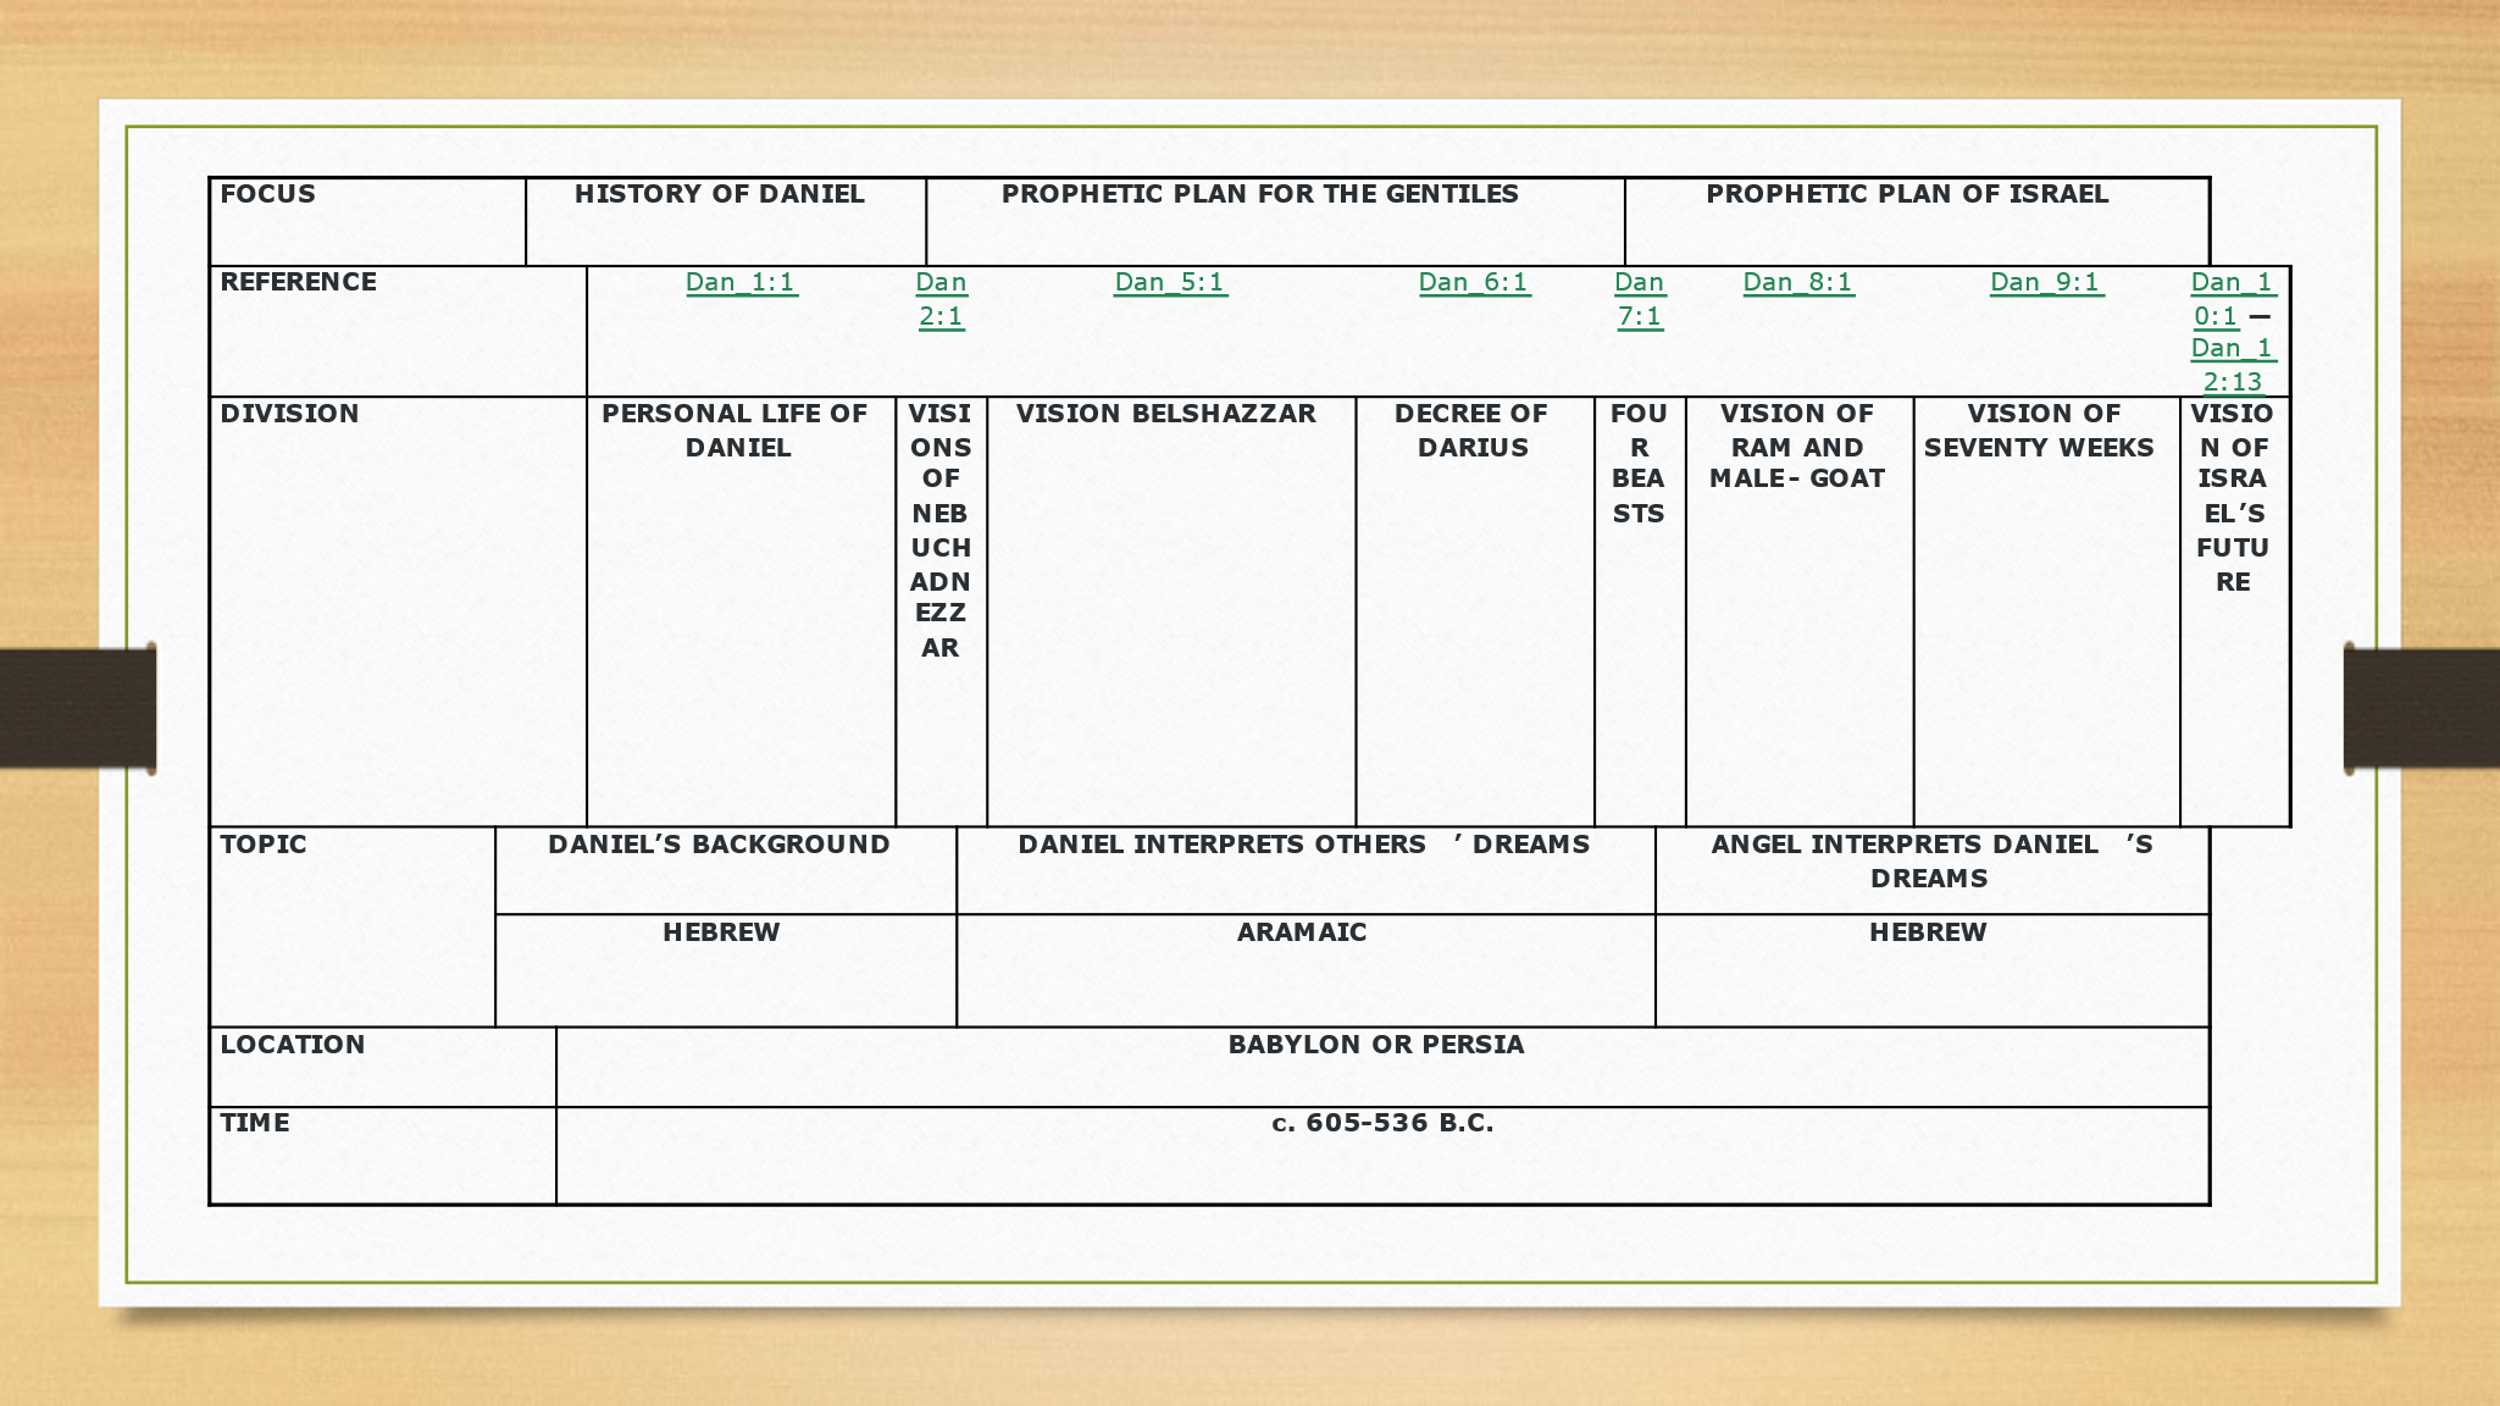 FOCUS
HISTORY OF DANIEL
PROPHETIC PLAN FOR THE GENTILES
PROPHETIC PLAN OF ISRAEL
REFERENCE
Dan_1:1
Dan
2:1
Dan_5:1
Dan_6:1
Dan
7:1
Dan_8:1
Dan_9:1
Dan_1
0:1 —
Dan_1
2:13
DIVISION
PERSONAL LIFE OF
DANIEL
VISI
ONS
OF
NEB
UCH
ADN
EZZ
AR
VISION BELSHAZZAR
DECREE OF
DARIUS
FOU
R
BEA
STS
VISION OF
RAM AND
MALE- GOAT
VISION OF
SEVENTY WEEKS
VISIO
N OF
ISRA
EL’S
FUTU
RE
TOPIC
DANIEL’S BACKGROUND
DANIEL INTERPRETS OTHERS ’ DREAMS
ANGEL INTERPRETS DANIEL ’S
DREAMS
HEBREW
ARAMAIC
HEBREW
LOCATION
BABYLON OR PERSIA
TIME
c. 605-536 B.C.